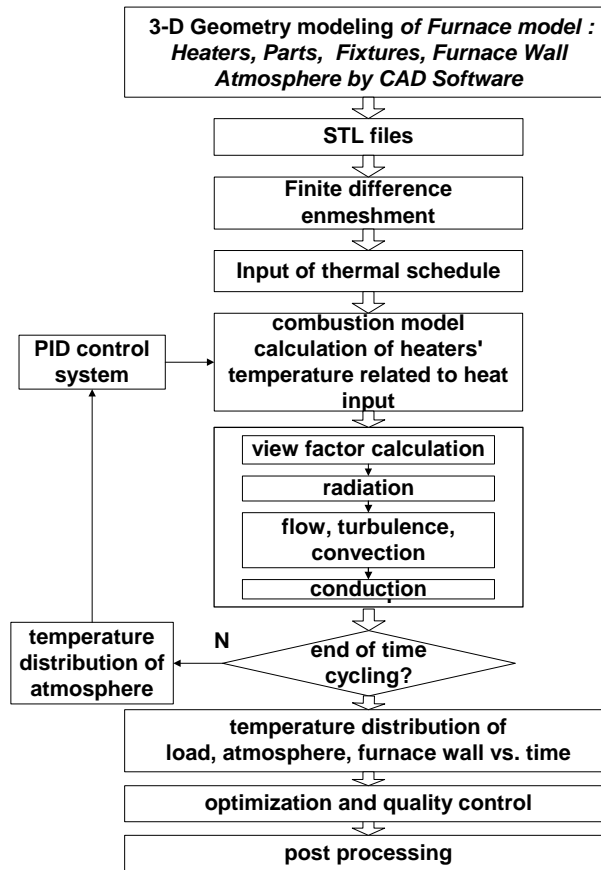 3-D Geometry modeling of Furnace model :
Heaters, Parts, Fixtures, Furnace Wall
Atmosphere by CAD Software
STL files
Finite difference
enmeshment
Input of thermal schedule
PID control
system
combustion model
calculation of heaters'
temperature related to heat
input
view factor calculation
radiation
flow, turbulence,
convection
conduction
temperature
distribution of
atmosphere
N
end of time
cycling?
temperature distribution of
load, atmosphere, furnace wall vs. time
optimization and quality control
post processing